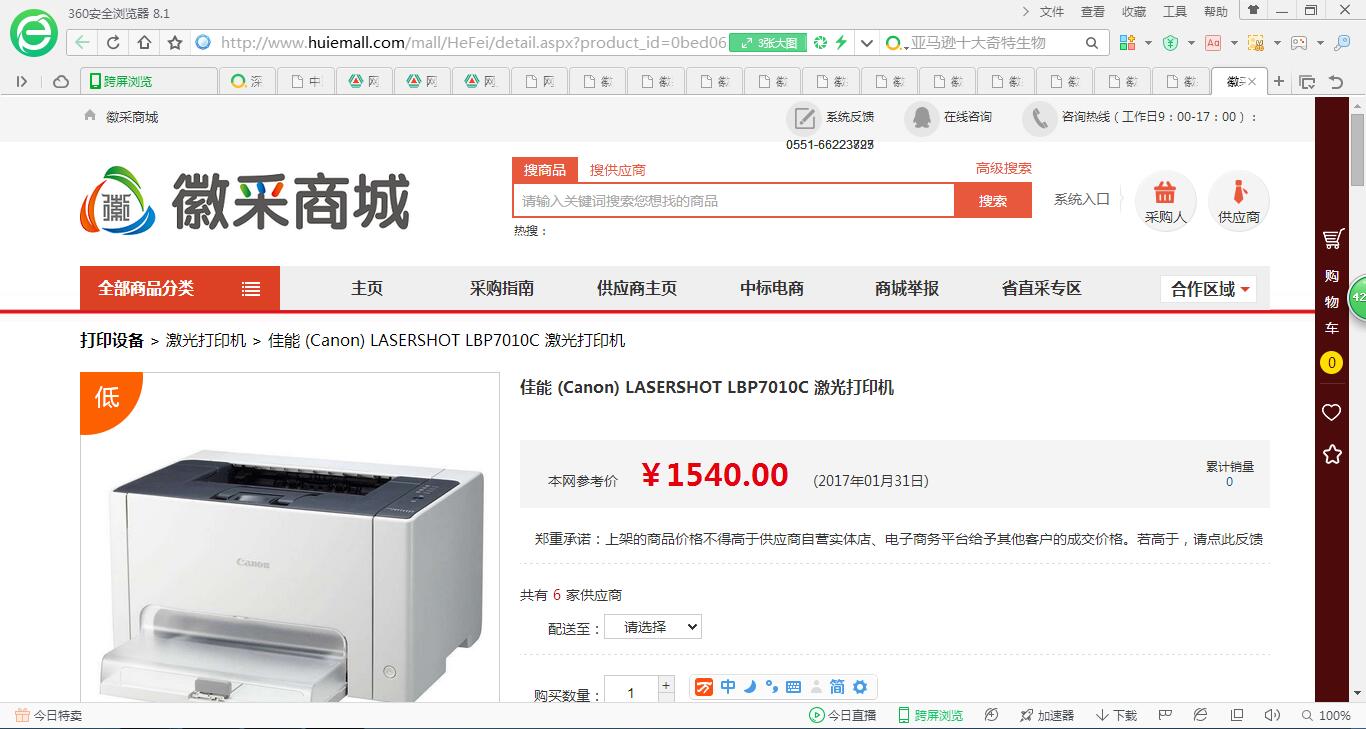 360安全浏览器 8.1
文件 查看 收藏 工具 帮助
http://www.huiemall.com/mall/HeFei/detail.aspx?product_id=0bed06
3张大图
亚马逊十大奇特生物
跨屏浏览
深
中
网
网
网
网
徽采商城
系统反馈
在线咨询
咨询热线（工作日9：00-17：00）：
搜商品 搜供应商 高级搜索
徽采商城
请输入关键词搜索您想找的商品 搜索
热搜：
系统入口
采购人 供应商
全部商品分类 主页 采购指南 供应商主页 中标电商 商城举报 省直采专区 合作区域
打印设备 > 激光打印机 > 佳能 (Canon) LASERSHOT LBP7010C 激光打印机
低
Canon
佳能 (Canon) LASERSHOT LBP7010C 激光打印机
本网参考价 ￥1540.00 (2017年01月31日)
累计销量
0
郑重承诺：上架的商品价格不得高于供应商自营实体店、电子商务平台给予其他客户的成交价格。若高于，请点此反馈
共有 6 家供应商
配送至： 请选择
购买数量： 1 +
中 简
购
物
车
0
42
今日特卖
今日直播 跨屏浏览 加速器 下载 100%